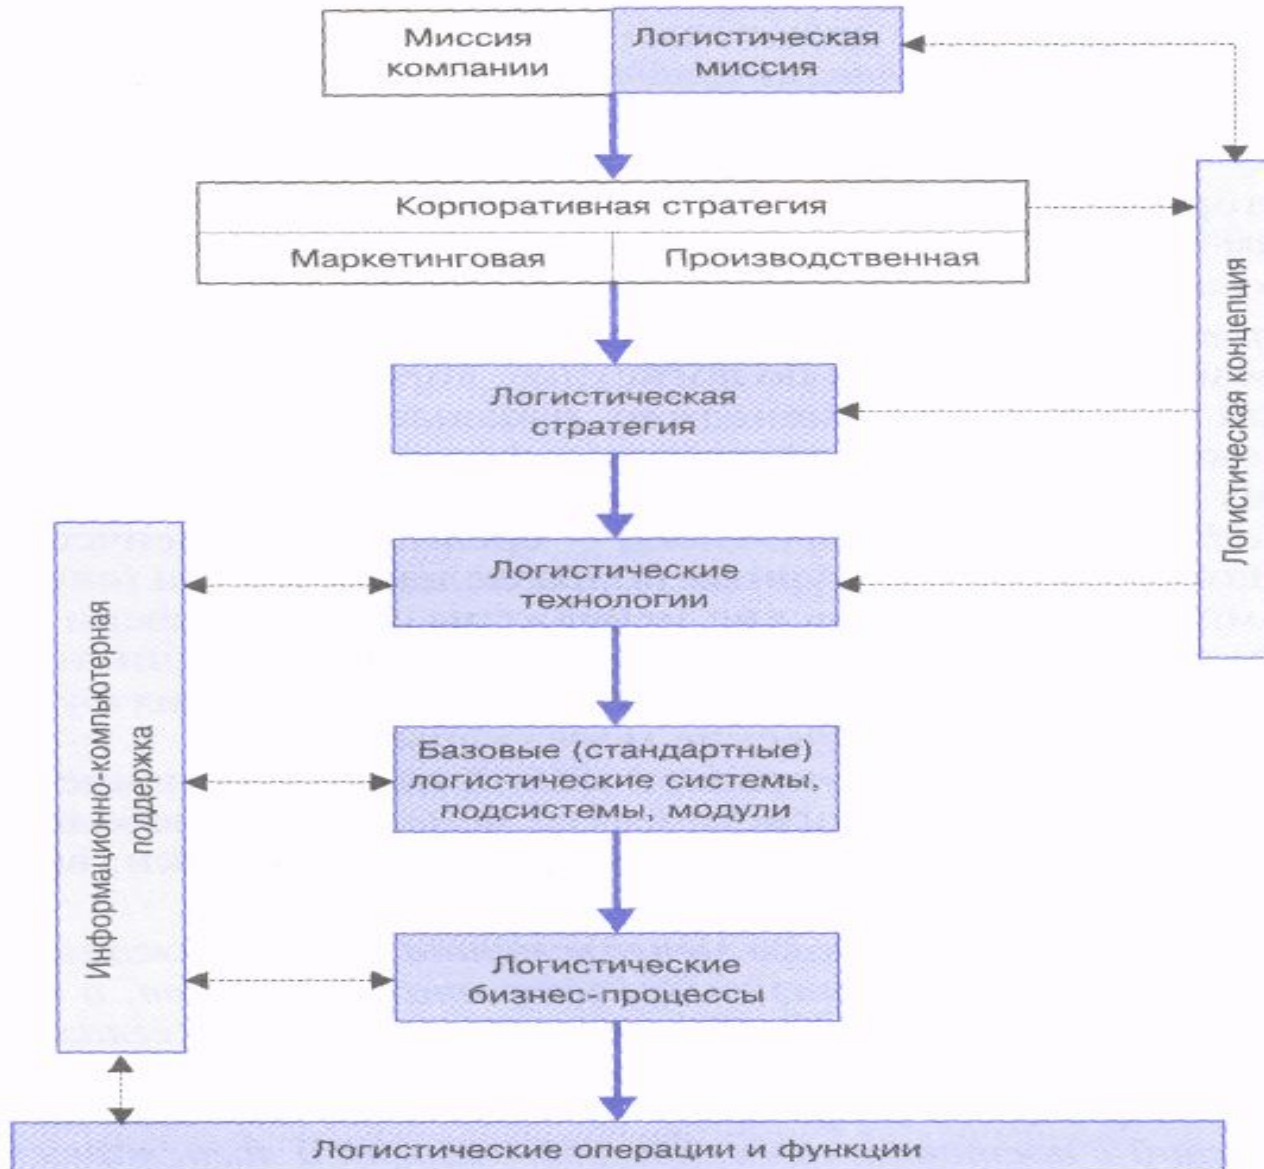 Миссия
компании
Логистическая
миссия
Корпоративная стратегия
Маркетинговая
Производственная
Логистическая концепция
Логистическая
стратегия
Логистические
технологии
Информационно-компьютерная
поддержка
Базовые (стандартные)
логистические системы,
подсистемы, модули
Логистические
бизнес-процессы
Логистические операции и функции